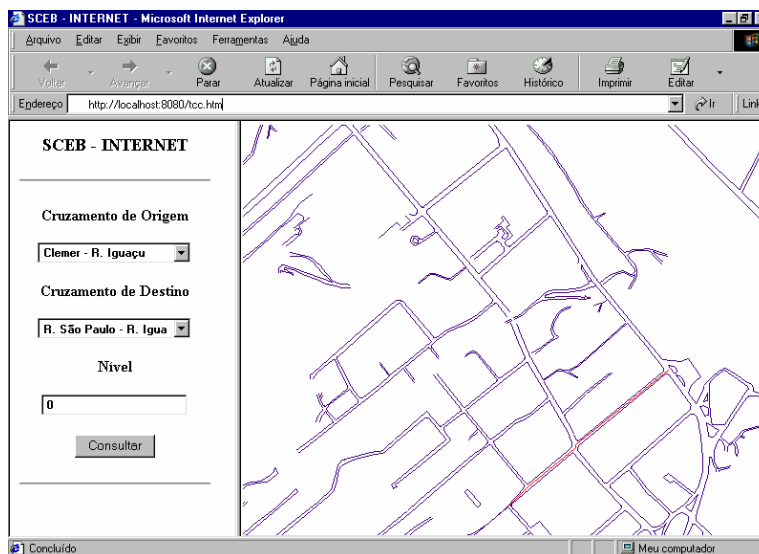 SCEB - INTERNET - Microsoft Internet Explorer
Arquivo Editar Exibir Favoritos Ferramentas Ajuda
Voltar Avançar Parar Atualizar Página inicial Pesquisar Favoritos Histórico Imprimir Editar
Endereço http://localhost:8080/tcc.htm Ir Link
SCEB - INTERNET
Cruzamento de Origem
Clemer - R. Iguaçu
Cruzamento de Destino
R. São Paulo - R. Igua
Nível
0
Consultar
Concluído Meu computador